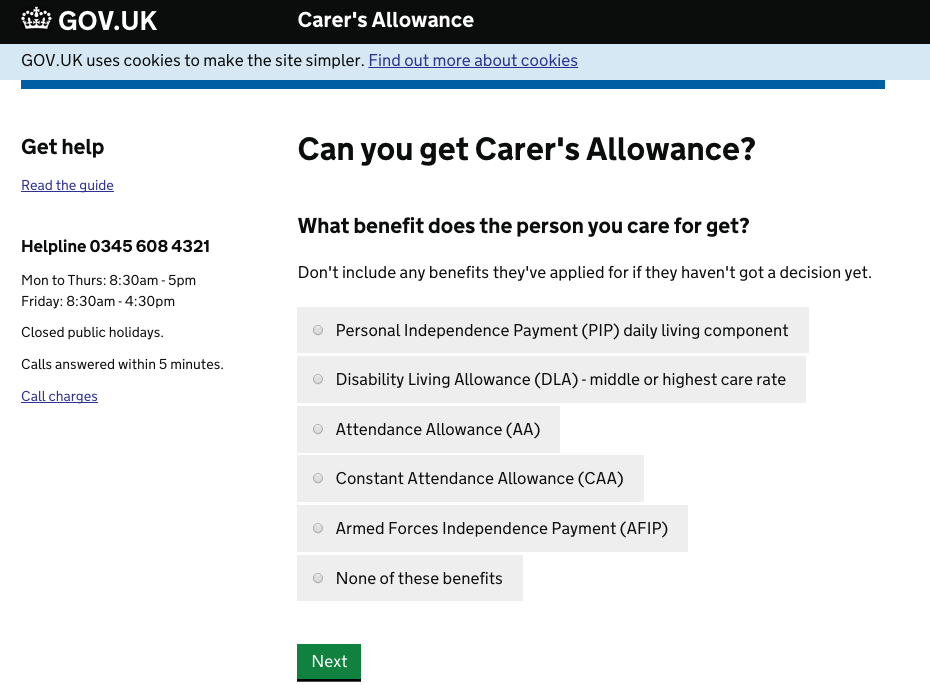 GOV.UK
Carer's Allowance
GOV.UK uses cookies to make the site simpler. Find out more about cookies
Get help
Read the guide
Helpline 0345 608 4321
Mon to Thurs: 8:30am - 5pm
Friday: 8:30am - 4:30pm
Closed public holidays.
Calls answered within 5 minutes.
Call charges
Can you get Carer's Allowance?
What benefit does the person you care for get?
Don't include any benefits they've applied for if they haven't got a decision yet.
Personal Independence Payment (PIP) daily living component
Disability Living Allowance (DLA) - middle or highest care rate
Attendance Allowance (AA)
Constant Attendance Allowance (CAA)
Armed Forces Independence Payment (AFIP)
None of these benefits
Next